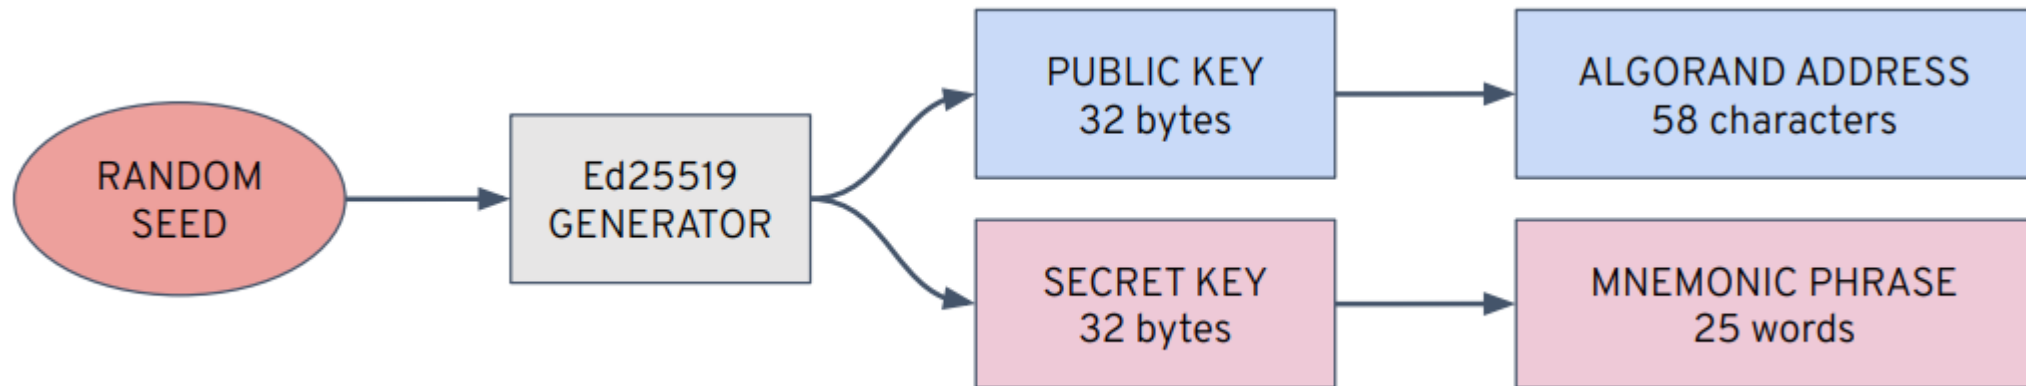 RANDOM
SEED
Ed25519
GENERATOR
PUBLIC KEY
32 bytes
ALGORAND ADDRESS
58 characters
SECRET KEY
32 bytes
MNEMONIC PHRASE
25 words